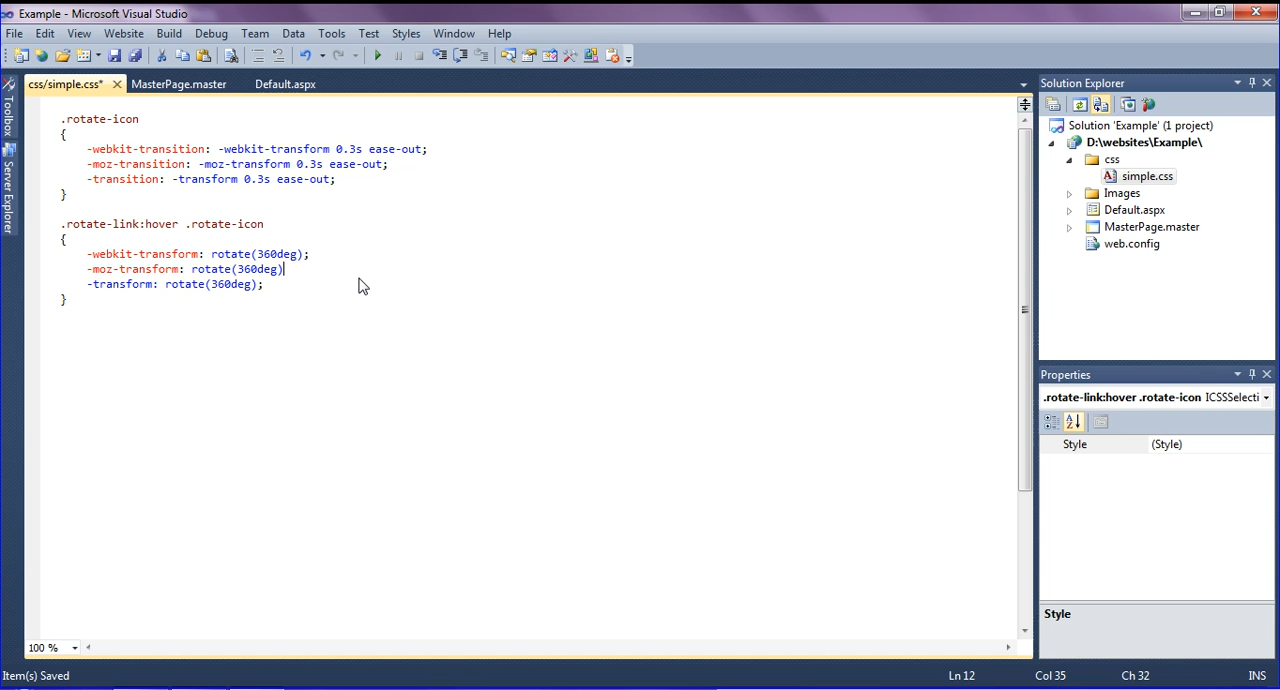 Example - Microsoft Visual Studio
File Edit View Website Build Debug Team Data Tools Test Styles Window Help
css/simple.css* MasterPage.master Default.aspx
Toolbox
Server Explorer
.rotate-icon
{
-webkit-transition: -webkit-transform 0.3s ease-out;
-moz-transition: -moz-transform 0.3s ease-out;
-transition: -transform 0.3s ease-out;
}
.rotate-link:hover .rotate-icon
{
-webkit-transform: rotate(360deg);
-moz-transform: rotate(360deg)
-transform: rotate(360deg);
}
100 %
Solution Explorer
Solution 'Example' (1 project)
D:\websites\Example\
css
simple.css
Images
Default.aspx
MasterPage.master
web.config
Properties
.rotate-link:hover .rotate-icon ICSSSelecti
Style (Style)
Style
Item(s) Saved Ln 12 Col 35 Ch 32 INS